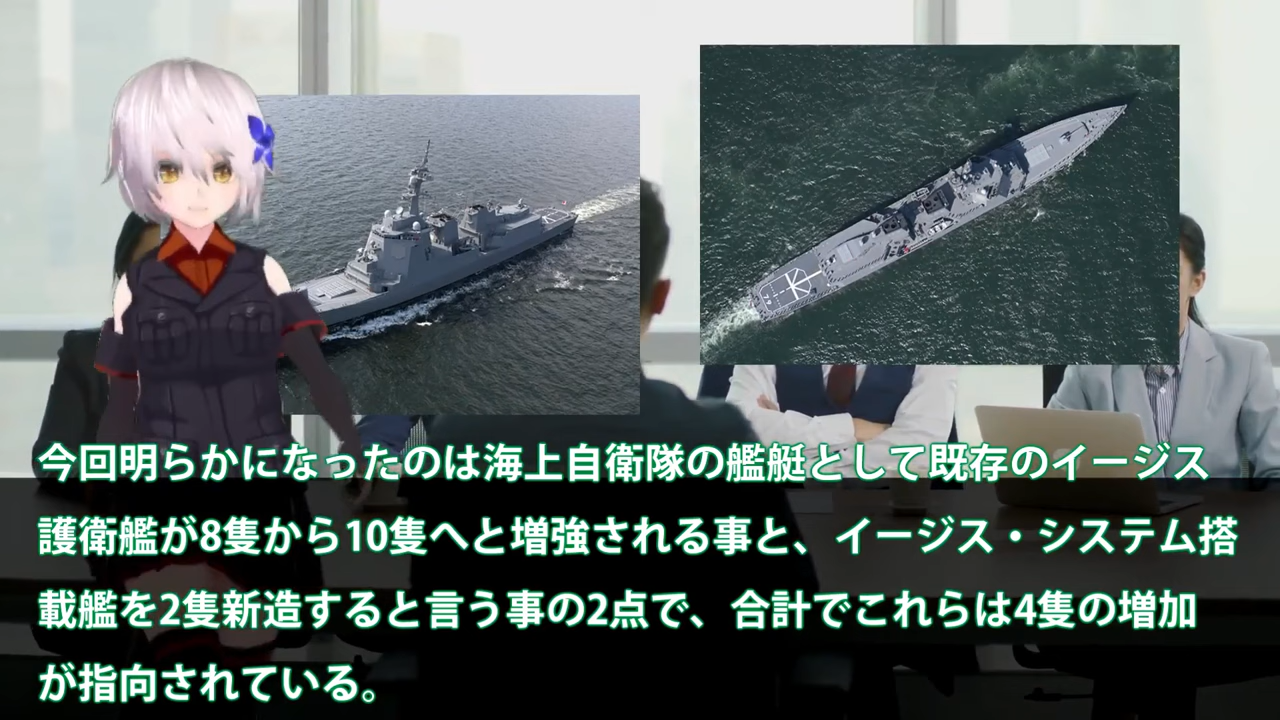 今回明らかになったのは海上自衛隊の艦艇として既存のイージス
護衛艦が8隻から10隻へと増強される事と、イージス・システム搭
載艦を2隻新造すると言う事の2点で、合計でこれらは4隻の増加
が指向されている。